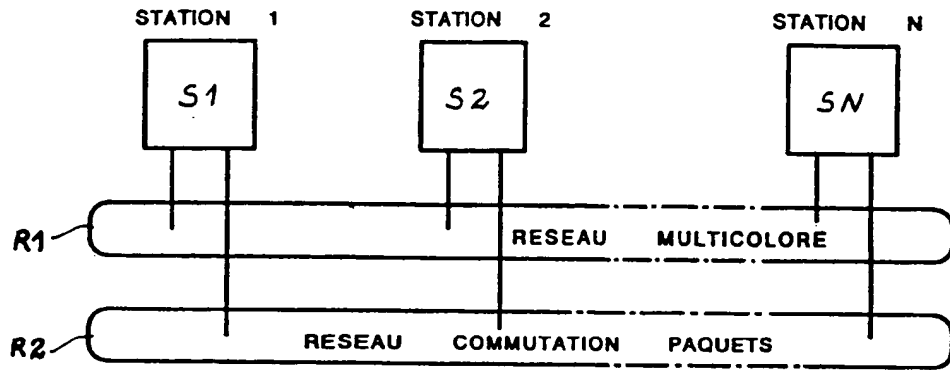 STATION 1 STATION 2 STATION N
S1 S2 SN
R1 RESEAU MULTICOLORE
R2 RESEAU COMMUTATION PAQUETS